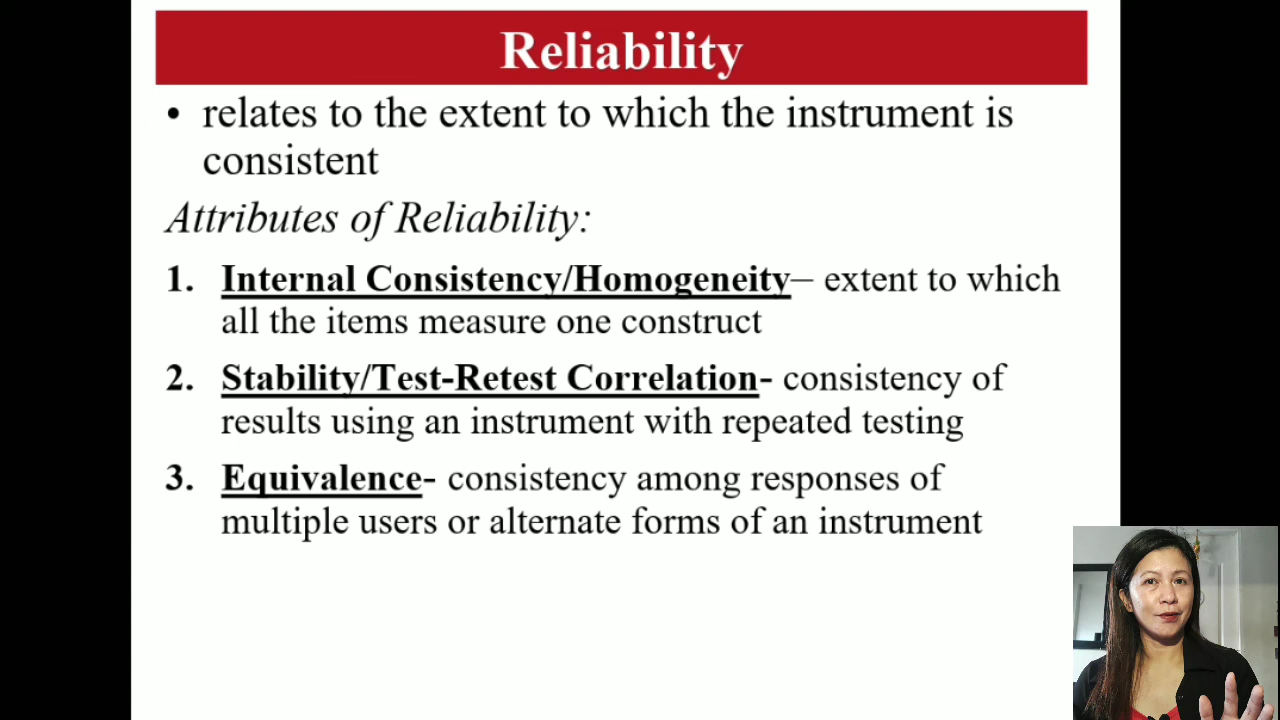 Reliability
• relates to the extent to which the instrument is
consistent
Attributes of Reliability:
1. Internal Consistency/Homogeneity– extent to which
all the items measure one construct
2. Stability/Test-Retest Correlation- consistency of
results using an instrument with repeated testing
3. Equivalence- consistency among responses of
multiple users or alternate forms of an instrument